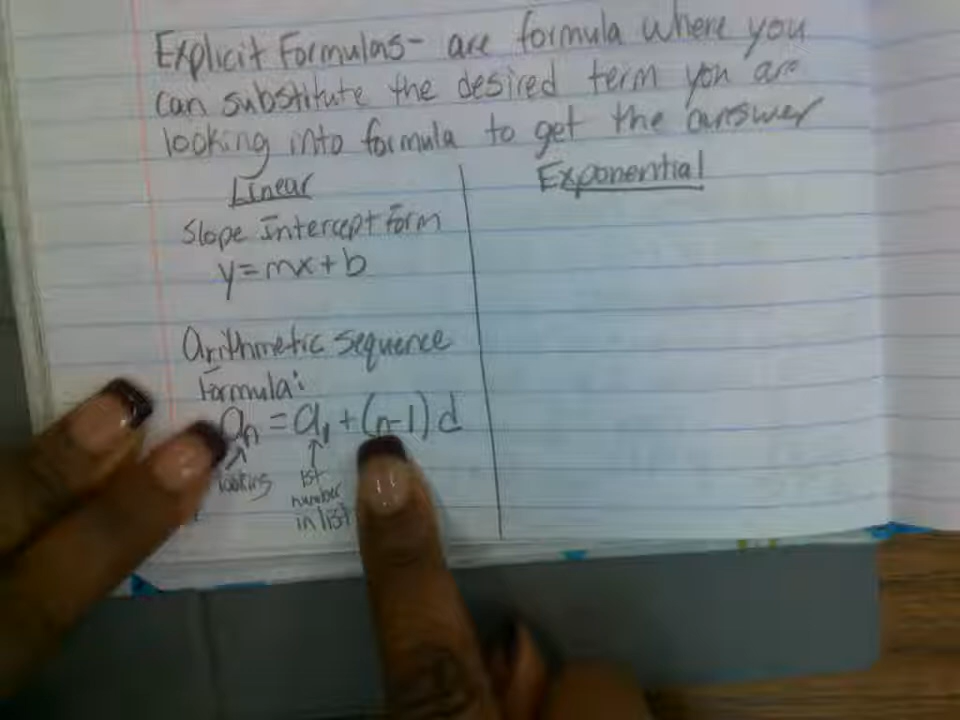 Explicit Formulas- are formula where you
can substitute the desired term you are
looking into formula to get the answer
Linear
Slope Intercept Form
y=mx+b
Arithmetic Sequence
Formula:
an = a1 + (n-1) d
looking
1st
number
in list
Exponential